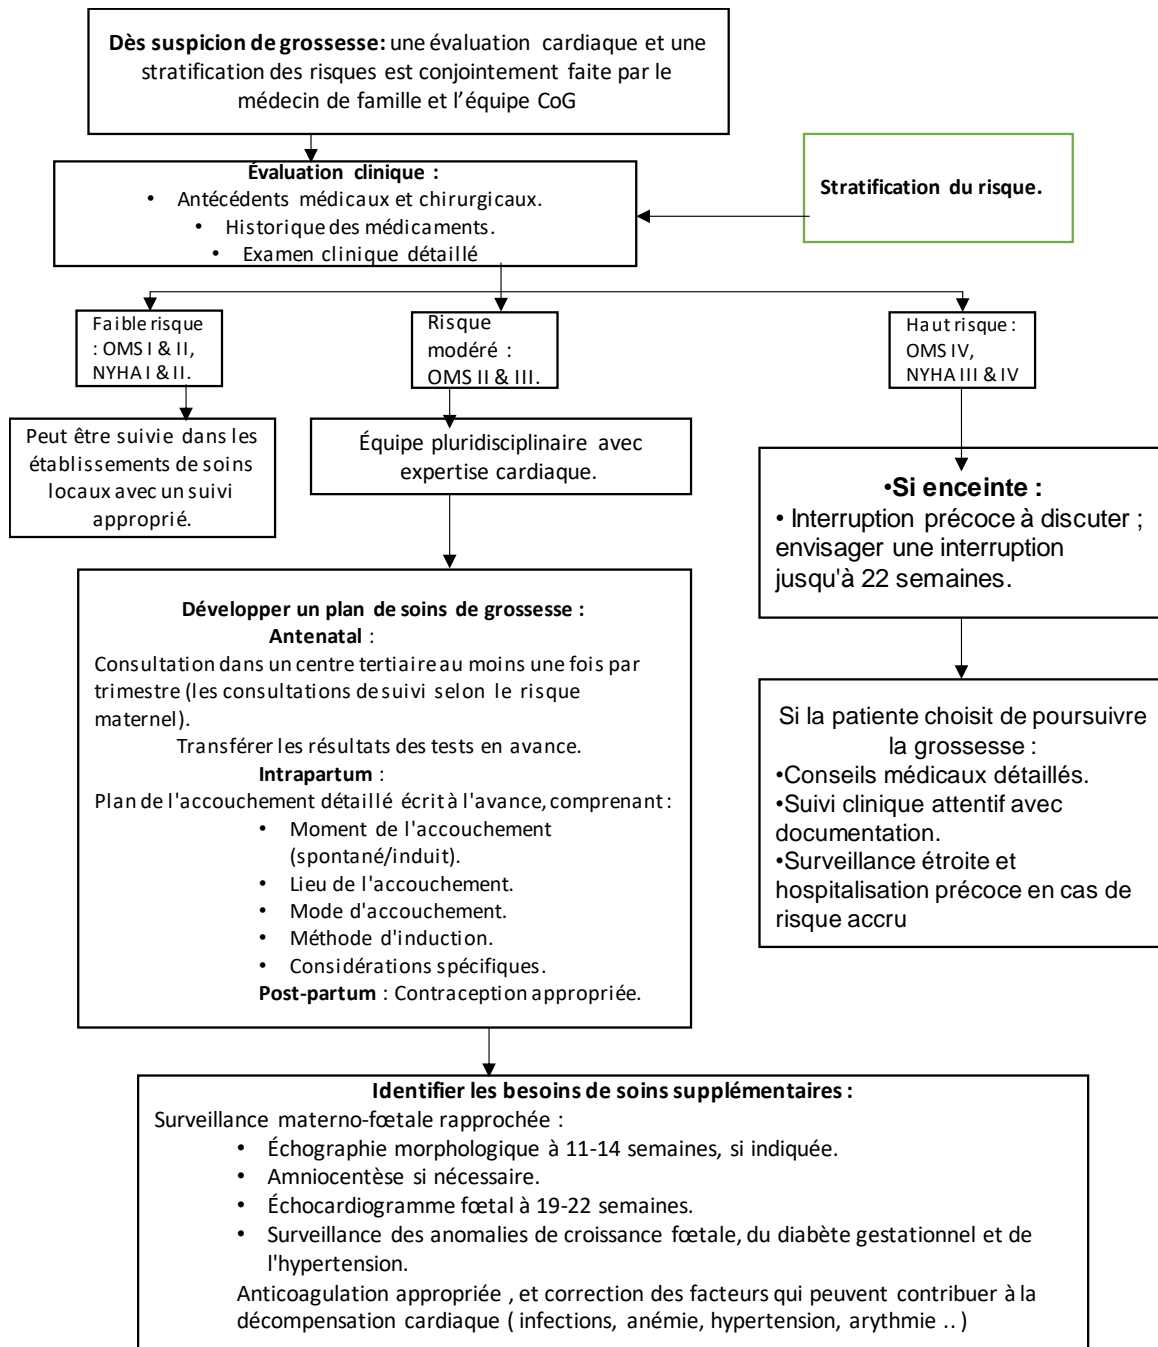 Dès suspicion de grossesse: une évaluation cardiaque et une
stratification des risques est conjointement faite par le
médecin de famille et l'équipe CoG
Évaluation clinique :
• Antécédents médicaux et chirurgicaux.
• Historique des médicaments.
• Examen clinique détaillé
Stratification du risque.
Faible risque
: OMS I & II,
NYHA I & II.
Risque
modéré :
OMS II & III.
Haut risque :
OMS IV,
NYHA III & IV
Peut être suivie dans les
établissements de soins
locaux avec un suivi
approprié.
Équipe pluridisciplinaire avec
expertise cardiaque.
•Si enceinte :
• Interruption précoce à discuter ;
envisager une interruption
jusqu'à 22 semaines.
Développer un plan de soins de grossesse :
Antenatal :
Consultation dans un centre tertiaire au moins une fois par
trimestre (les consultations de suivi selon le risque
maternel).
Transférer les résultats des tests en avance.
Intrapartum :
Plan de l'accouchement détaillé écrit à l'avance, comprenant :
• Moment de l'accouchement
(spontané/induit).
• Lieu de l'accouchement.
• Mode d'accouchement.
• Méthode d'induction.
• Considérations spécifiques.
Post-partum : Contraception appropriée.
Si la patiente choisit de poursuivre
la grossesse :
•Conseils médicaux détaillés.
•Suivi clinique attentif avec
documentation.
•Surveillance étroite et
hospitalisation précoce en cas de
risque accru
Identifier les besoins de soins supplémentaires :
Surveillance materno-fœtale rapprochée :
• Échographie morphologique à 11-14 semaines, si indiquée.
• Amniocentèse si nécessaire.
• Échocardiogramme fœtal à 19-22 semaines.
• Surveillance des anomalies de croissance fœtale, du diabète gestationnel et de
l'hypertension.
Anticoagulation appropriée , et correction des facteurs qui peuvent contribuer à la
décompensation cardiaque ( infections, anémie, hypertension, arythmie .. )